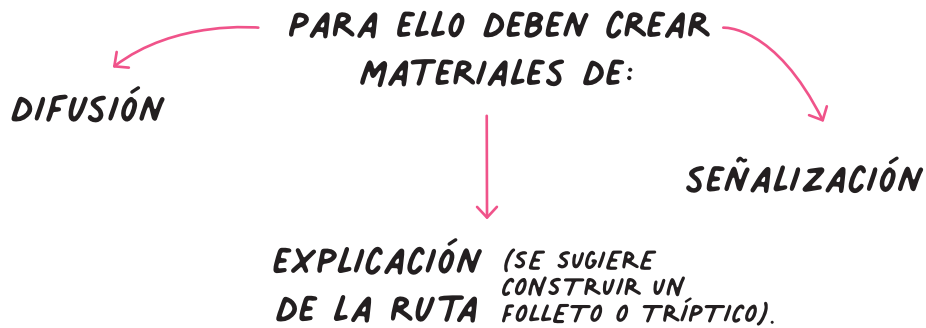 PARA ELLO DEBEN CREAR
MATERIALES DE:
DIFUSIÓN
SEÑALIZACIÓN
EXPLICACIÓN
DE LA RUTA
(SE SUGIERE
CONSTRUIR UN
FOLLETO O TRÍPTICO).